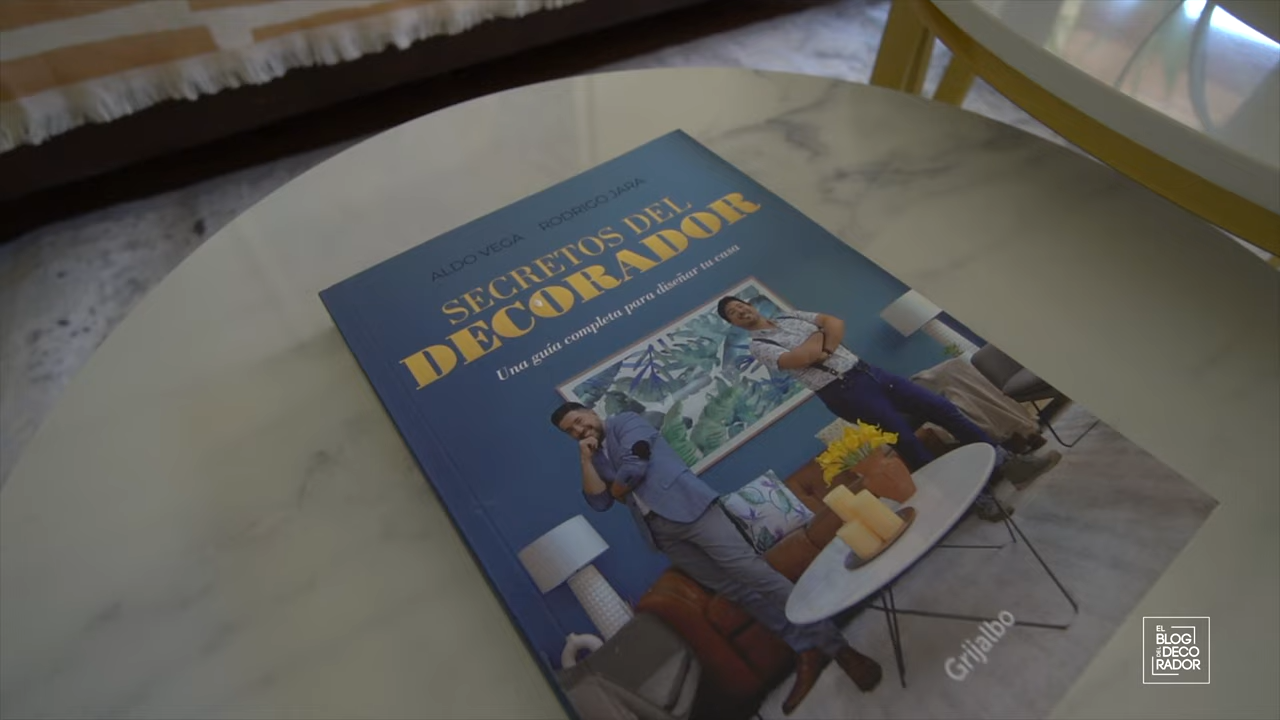 ALDO VEGA RODRIGO JARA
SECRETOS DEL
DECORADOR
Una guía completa para diseñar tu casa
Grijalbo
EL
BLOG
DEL DECO
RADOR